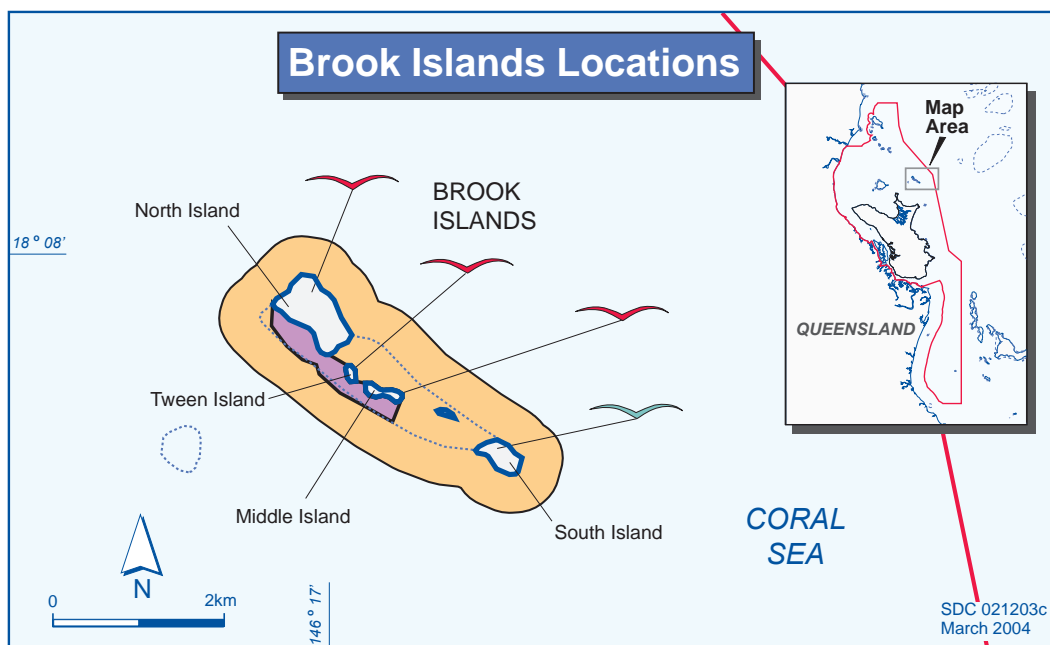 Brook Islands Locations
Map
Area
QUEENSLAND
BROOK
ISLANDS
North Island
18° 08'
Tween Island
Middle Island
South Island
CORAL
SEA
N
0 2km
146° 17'
SDC 021203c
March 2004